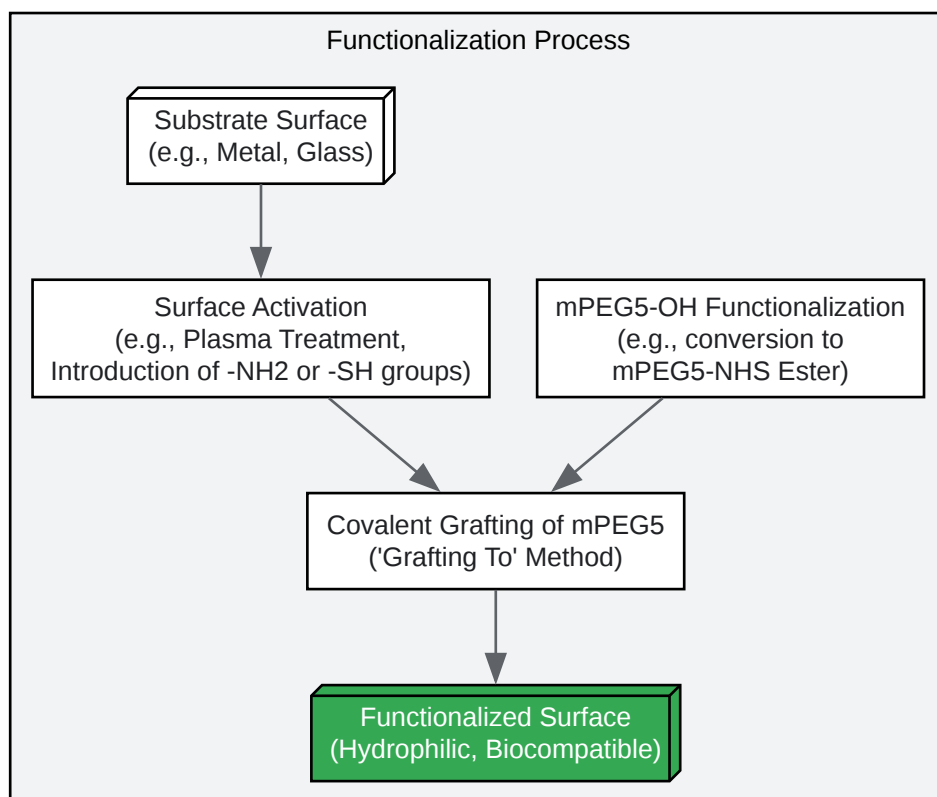 Functionalization Process
Substrate Surface
(e.g., Metal, Glass)
Surface Activation
(e.g., Plasma Treatment,
Introduction of -NH2 or -SH groups)
mPEG5-OH Functionalization
(e.g., conversion to
mPEG5-NHS Ester)
Covalent Grafting of mPEG5
('Grafting To' Method)
Functionalized Surface
(Hydrophilic, Biocompatible)